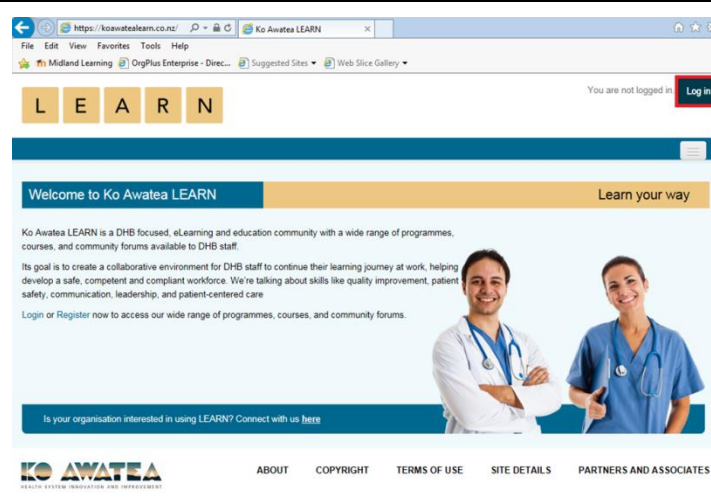 https://koawatealearn.co.nz/
Ko Awatea LEARN
File Edit View Favorites Tools Help
Midland Learning OrgPlus Enterprise - Direc... Suggested Sites Web Slice Gallery
LEARN
You are not logged in. Log in
Welcome to Ko Awatea LEARN
Learn your way
Ko Awatea LEARN is a DHB focused, eLearning and education community with a wide range of programmes,
courses, and community forums available to DHB staff.
Its goal is to create a collaborative environment for DHB staff to continue their learning journey at work, helping
develop a safe, competent and compliant workforce. We're talking about skills like quality improvement, patient
safety, communication, leadership, and patient-centered care
Login or Register now to access our wide range of programmes, courses, and community forums.
Is your organisation interested in using LEARN? Connect with us here
KO AWATEA
HEALTH SYSTEM INNOVATION AND IMPROVEMENT
ABOUT COPYRIGHT TERMS OF USE SITE DETAILS PARTNERS AND ASSOCIATES